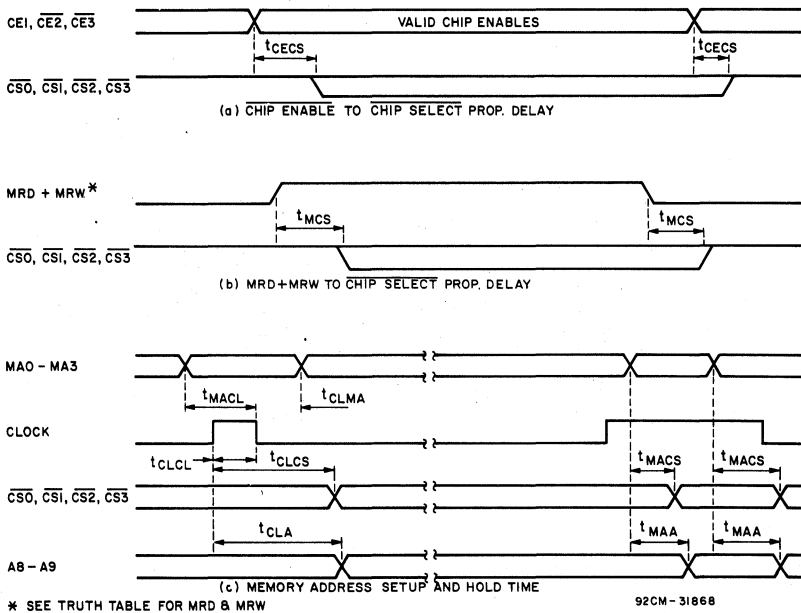 CE1, CE2, CE3
VALID CHIP ENABLES
tCECS
tCECS
CS0, CS1, CS2, CS3
(a) CHIP ENABLE TO CHIP SELECT PROP. DELAY
MRD + MRW*
tMCS
tMCS
CS0, CS1, CS2, CS3
(b) MRD+MRW TO CHIP SELECT PROP. DELAY
MA0 - MA3
tMACL
tCLMA
CLOCK
tCLCL
tCLCS
tMACS
tMACS
CS0, CS1, CS2, CS3
tCLA
tMAA
tMAA
A8 - A9
(c) MEMORY ADDRESS SETUP AND HOLD TIME
* SEE TRUTH TABLE FOR MRD & MRW
92CM-31868